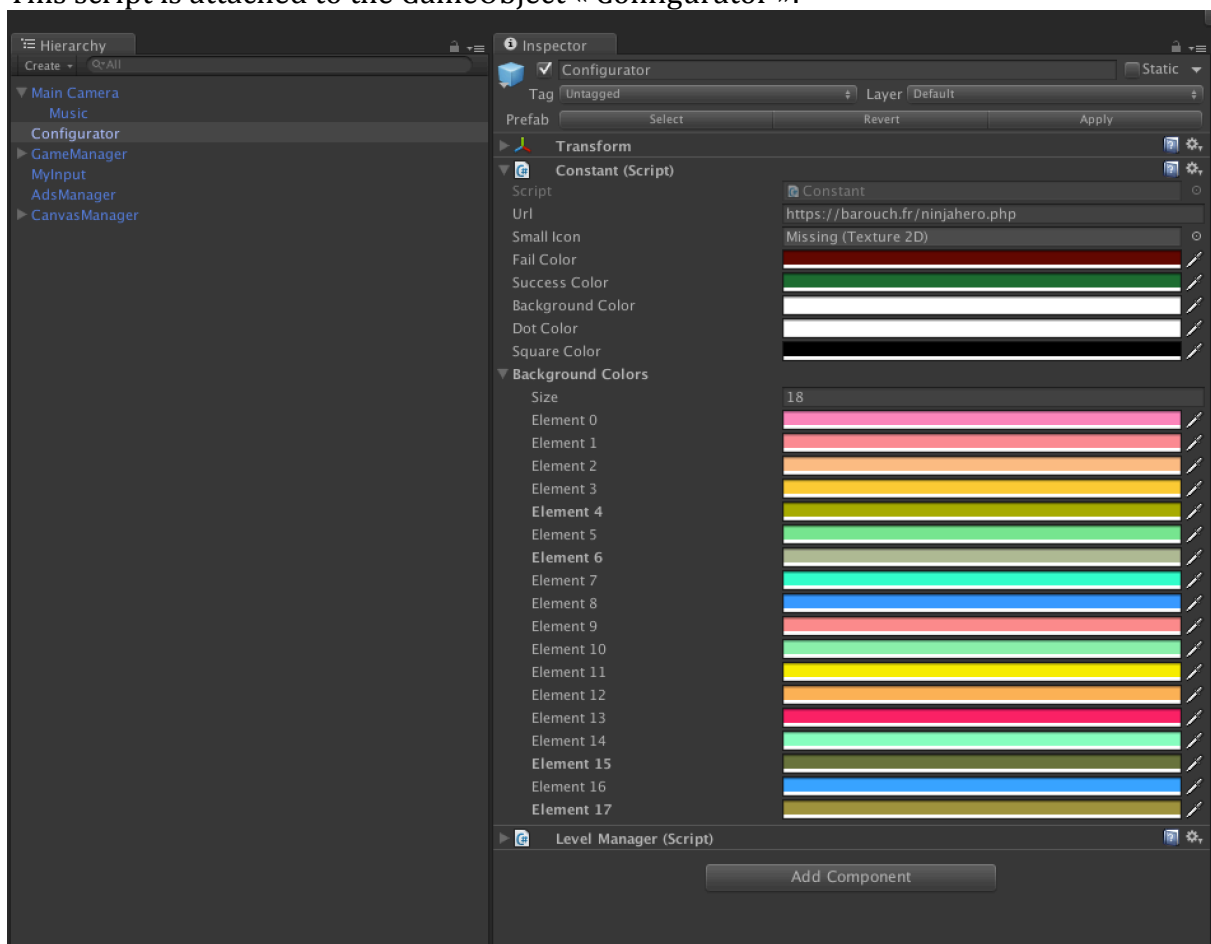 This script is attached to the GameObject « Configurator ».
Hierarchy
Create
All
Main Camera
Music
Configurator
GameManager
MyInput
AdsManager
CanvasManager
Inspector
Configurator
Static
Tag Untagged Layer Default
Prefab Select Revert Apply
Transform
Constant (Script)
Script Constant
Url https://barouch.fr/ninjahero.php
Small Icon Missing (Texture 2D)
Fail Color
Success Color
Background Color
Dot Color
Square Color
Background Colors
Size 18
Element 0
Element 1
Element 2
Element 3
Element 4
Element 5
Element 6
Element 7
Element 8
Element 9
Element 10
Element 11
Element 12
Element 13
Element 14
Element 15
Element 16
Element 17
Level Manager (Script)
Add Component